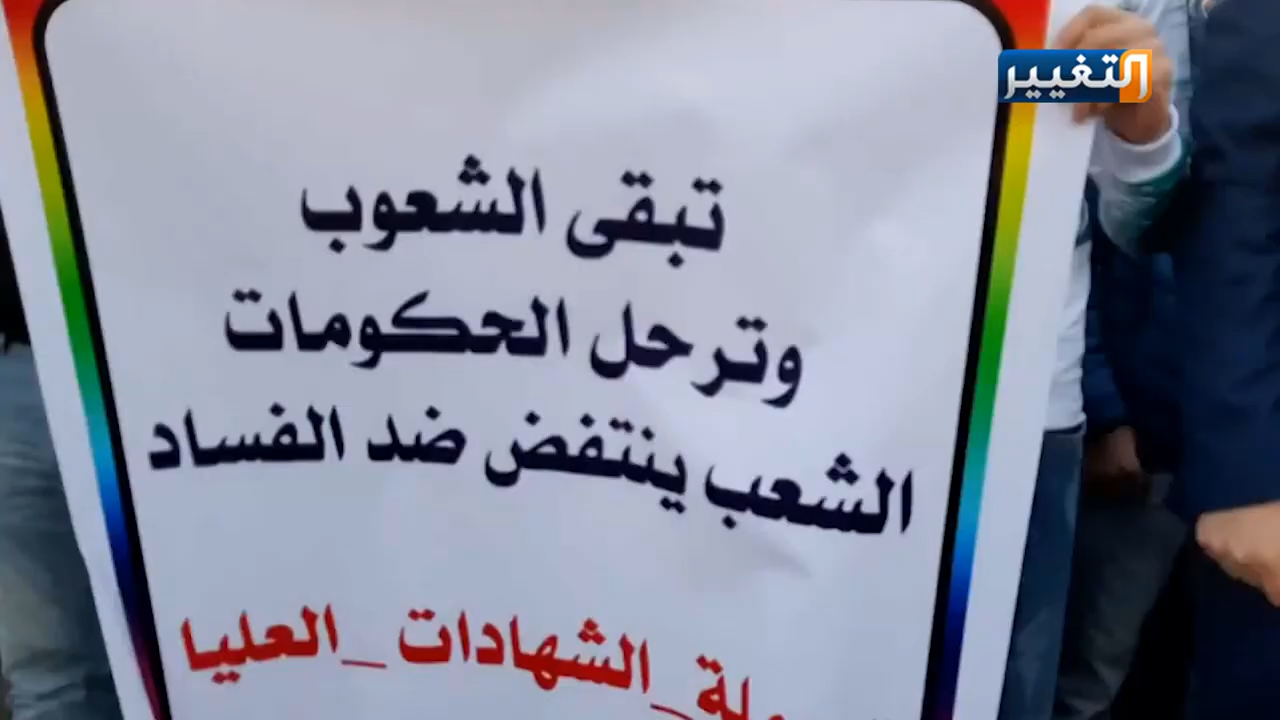 التغيير
تبقى الشعوب
وترحل الحكومات
الشعب ينتفض ضد الفساد
الشهادات_العليا